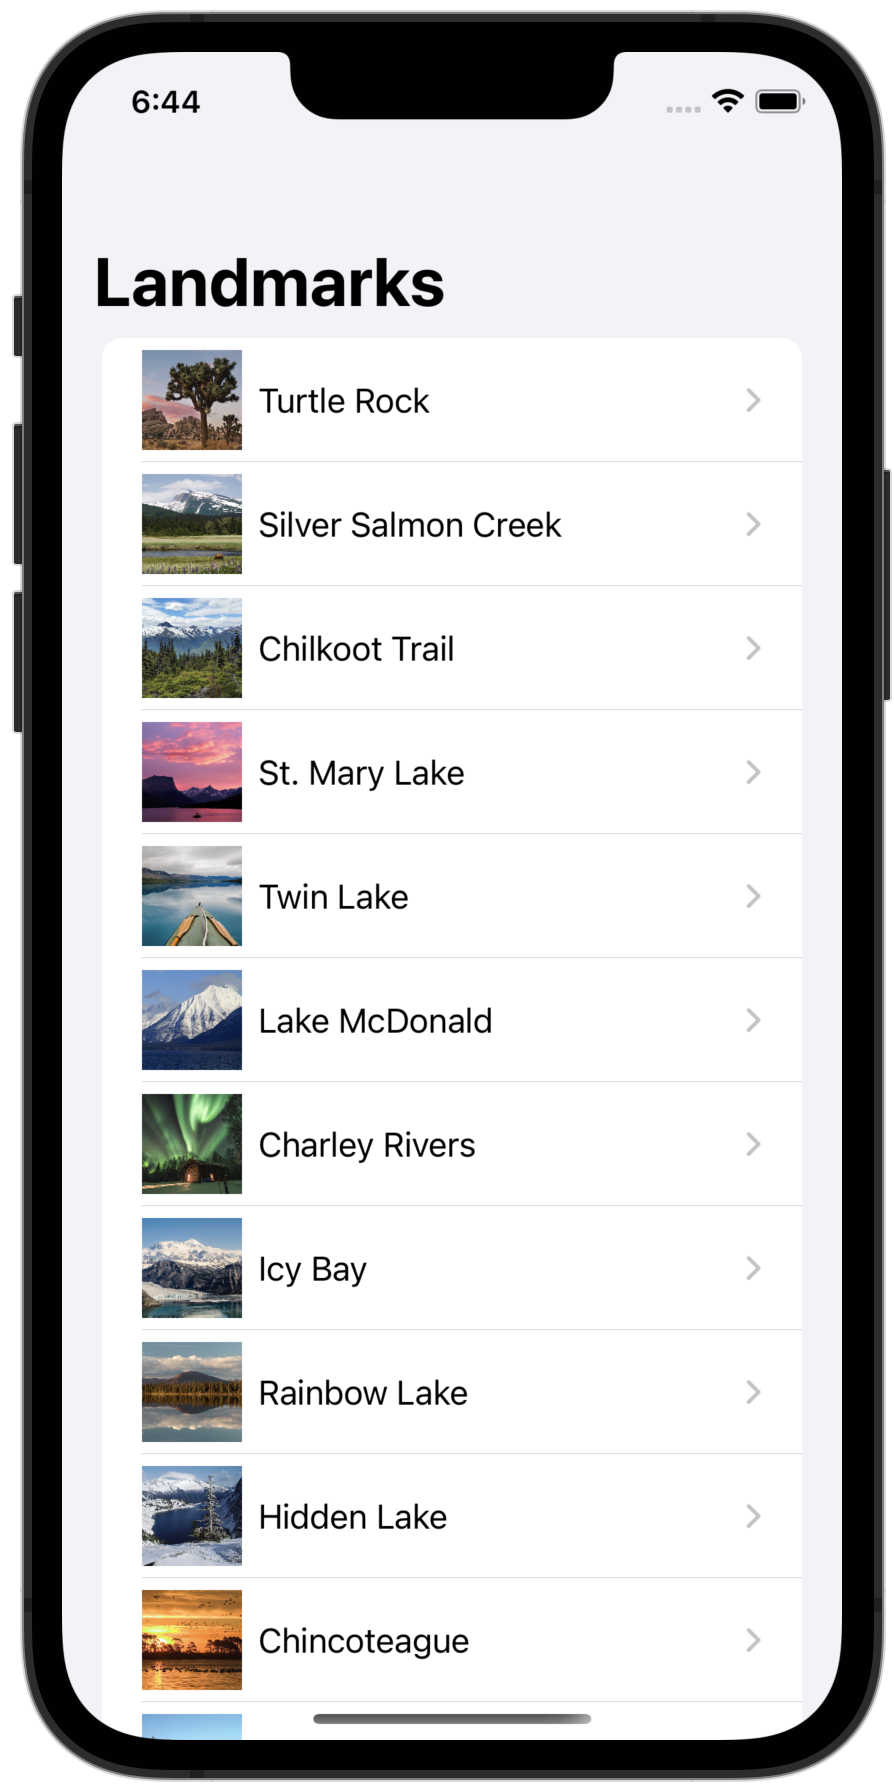 6:44
Landmarks
Turtle Rock
Silver Salmon Creek
Chilkoot Trail
St. Mary Lake
Twin Lake
Lake McDonald
Charley Rivers
Icy Bay
Rainbow Lake
Hidden Lake
Chincoteague